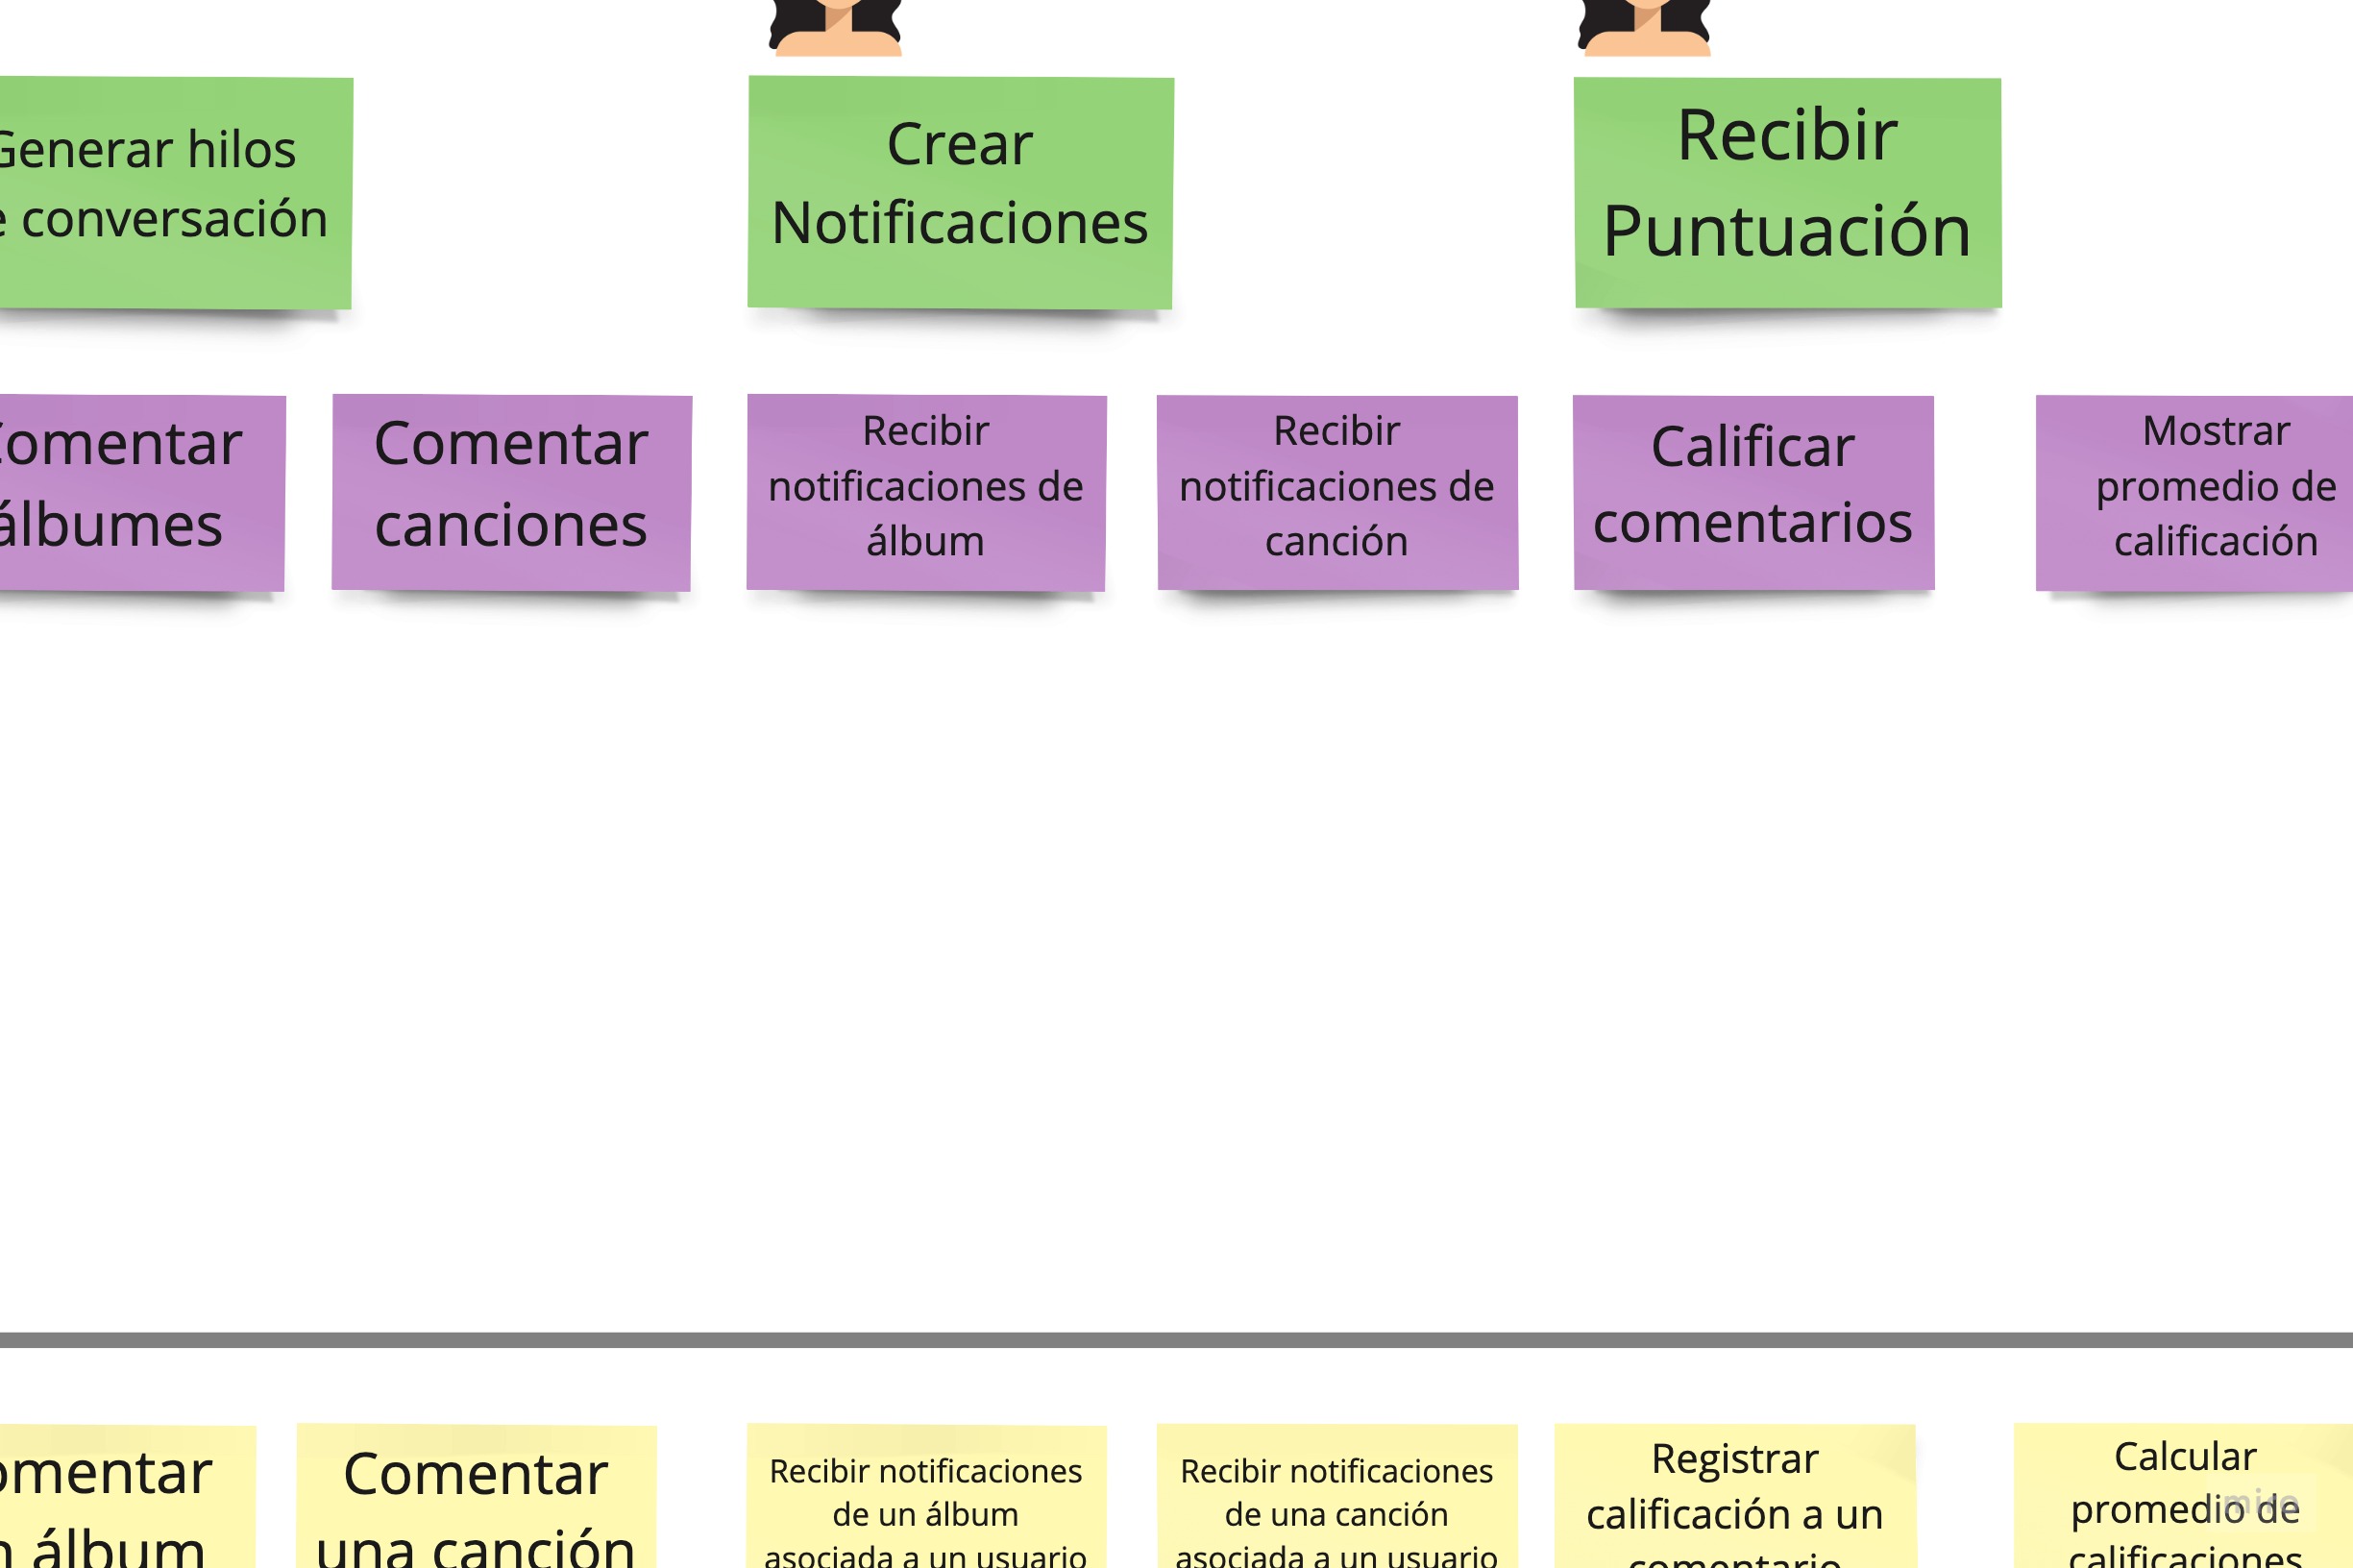 Generar hilos
e conversación
Crear
Notificaciones
Recibir
Puntuación
Comentar
álbumes
Comentar
canciones
Recibir
notificaciones de
álbum
Recibir
notificaciones de
canción
Calificar
comentarios
Mostrar
promedio de
calificación
omentar
n álbum
Comentar
una canción
Recibir notificaciones
de un álbum
asociada a un usuario
Recibir notificaciones
de una canción
asociada a un usuario
Registrar
calificación a un
comentario
Calcular
promedio de
calificaciones
miro